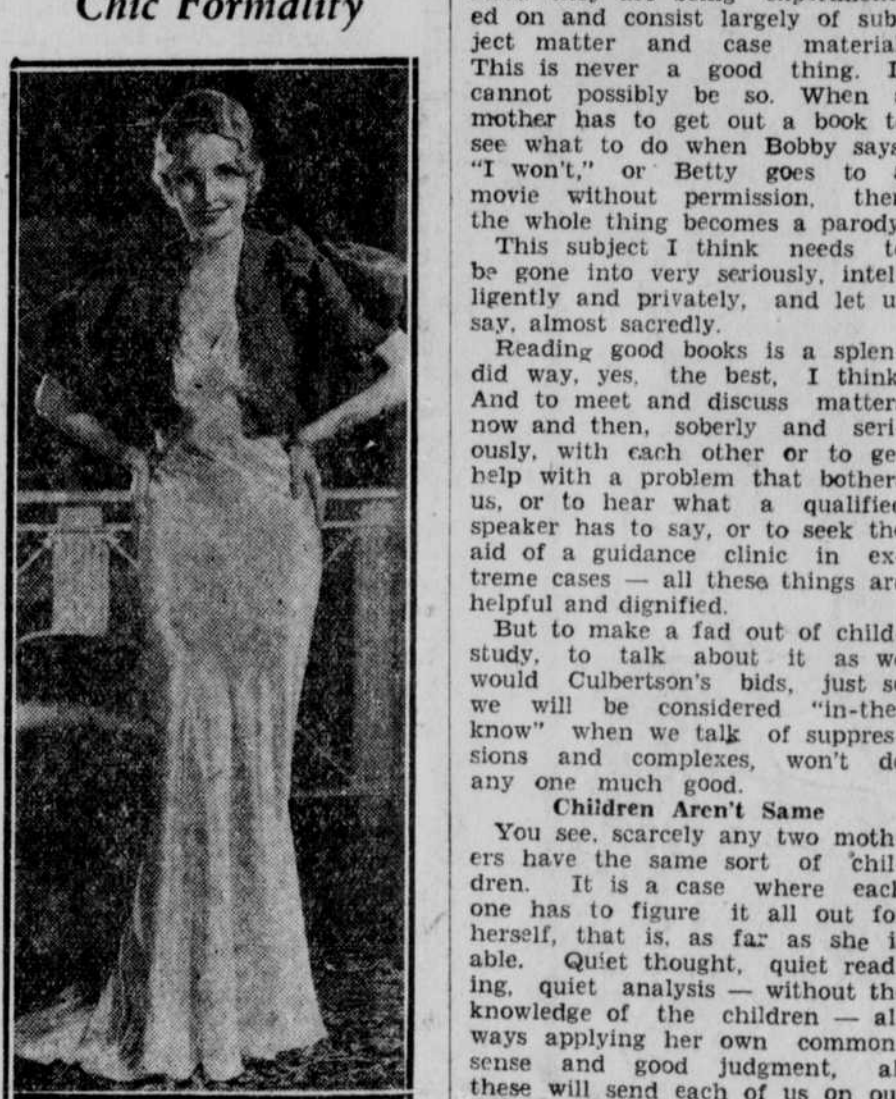 Chic Formality
ed on and consist largely of sub
ject matter and case materia
This is never a good thing. I
cannot possibly be so. When
mother has to get out a book t
see what to do when Bobby says
"I won't," or Betty goes to a
movie without permission, then
the whole thing becomes a parody
This subject I think needs t
be gone into very seriously, intel
ligently and privately, and let u
say, almost sacredly.
Reading good books is a splen
did way, yes, the best, I think
And to meet and discuss matter
now and then, soberly and seri
ously, with each other or to ge
help with a problem that bother
us, or to hear what a qualified
speaker has to say, or to seek the
aid of a guidance clinic in ex
treme cases — all these things are
helpful and dignified.
But to make a fad out of child
study, to talk about it as we
would Culbertson's bids, just so
we will be considered "in-the-
know" when we talk of suppres
sions and complexes, won't do
any one much good.
Children Aren't Same
You see, scarcely any two moth
ers have the same sort of chil
dren. It is a case where each
one has to figure it all out fo
herself, that is, as far as she i
able. Quiet thought, quiet read
ing, quiet analysis — without th
knowledge of the children — al
ways applying her own common
sense and good judgment, al
these will send each of us on ou